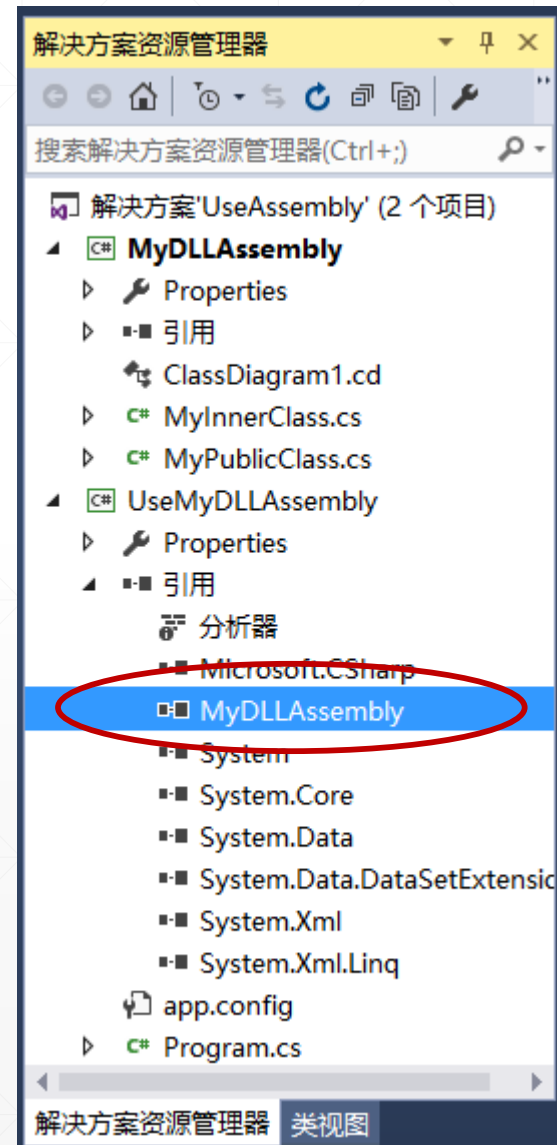 解决方案资源管理器
搜索解决方案资源管理器(Ctrl+;)
解决方案'UseAssembly' (2 个项目)
C# MyDLLAssembly
Properties
引用
ClassDiagram1.cd
C# MyInnerClass.cs
C# MyPublicClass.cs
C# UseMyDLLAssembly
Properties
引用
分析器
Microsoft.CSharp
MyDLLAssembly
System
System.Core
System.Data
System.Data.DataSetExtensic
System.Xml
System.Xml.Linq
app.config
C# Program.cs
解决方案资源管理器 类视图